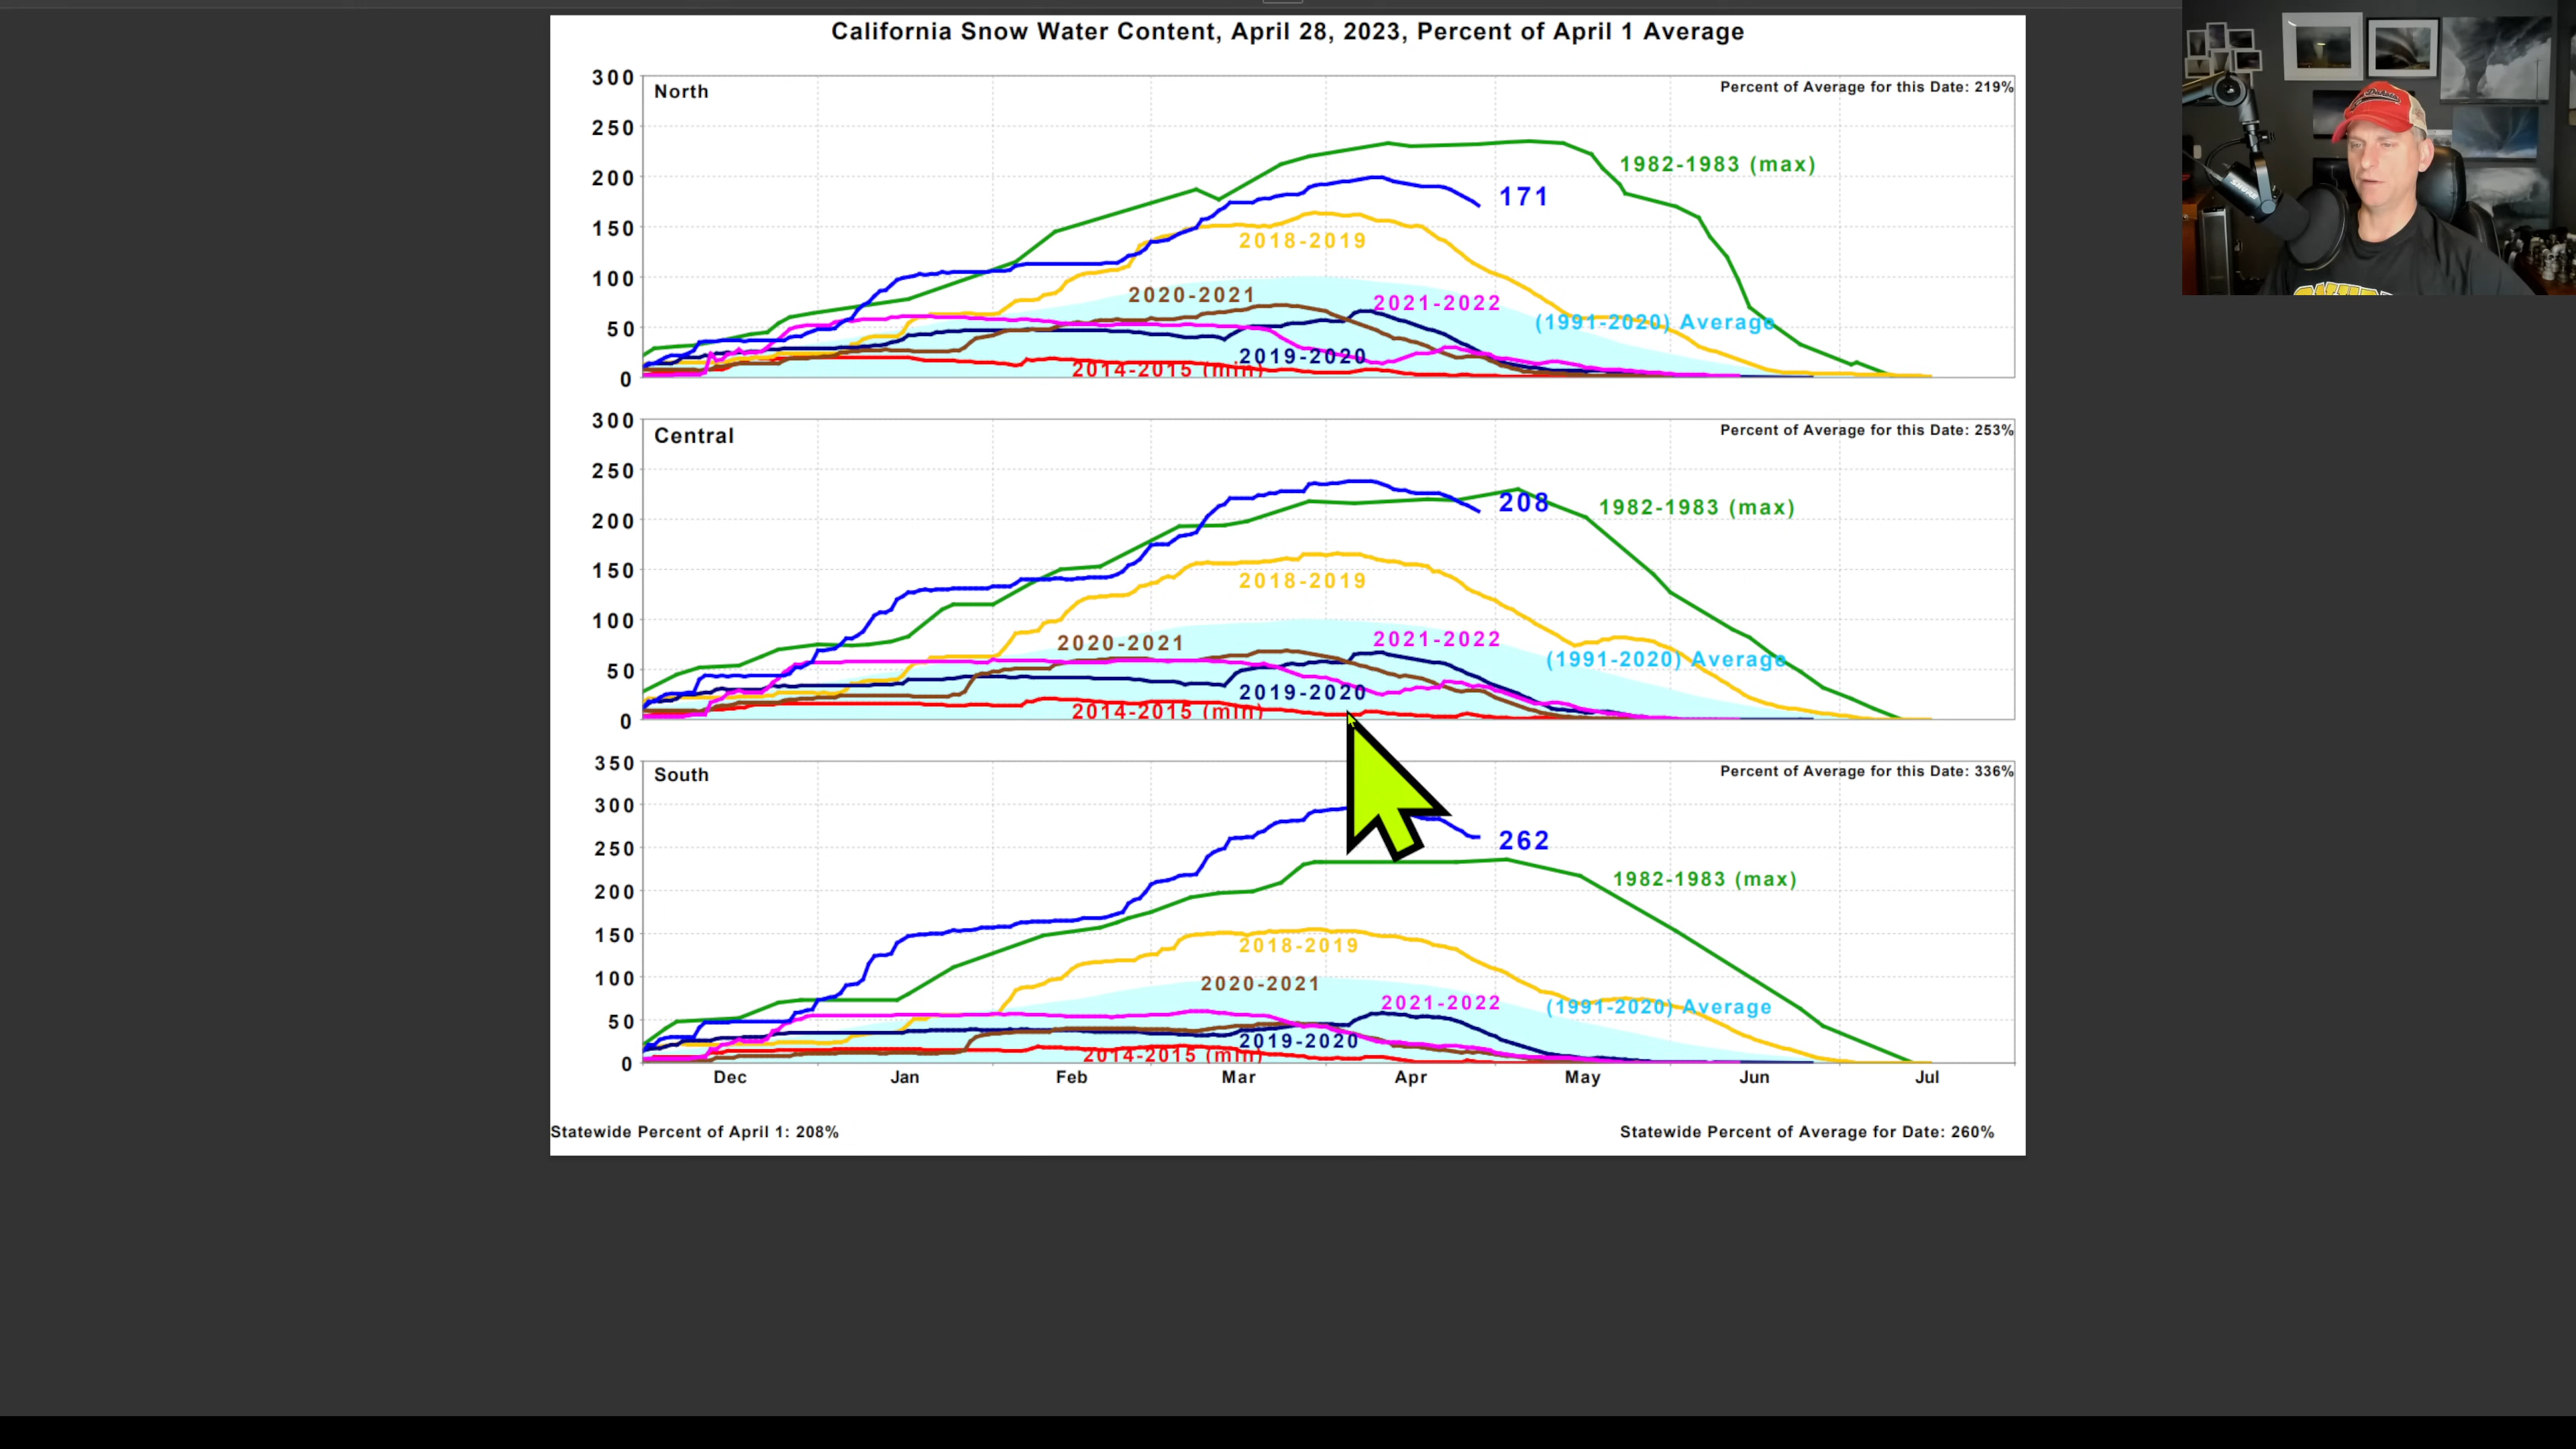 California Snow Water Content, April 28, 2023, Percent of April 1 Average
300
North
Percent of Average for this Date: 219%
250
1982-1983 (max)
200
171
150
2018-2019
100
2020-2021
2021-2022
(1991-2020) Average
50
2019-2020
2014-2015 (min)
0
300
Central
Percent of Average for this Date: 253%
250
208
1982-1983 (max)
200
150
2018-2019
100
2020-2021
2021-2022
50
(1991-2020) Average
2019-2020
2014-2015 (min)
0
350
South
Percent of Average for this Date: 336%
300
250
262
1982-1983 (max)
200
150
2018-2019
100
2020-2021
2021-2022
(1991-2020) Average
50
2019-2020
2014-2015 (min)
0
Dec Jan Feb Mar Apr May Jun Jul
Statewide Percent of April 1: 208%
Statewide Percent of Average for Date: 260%